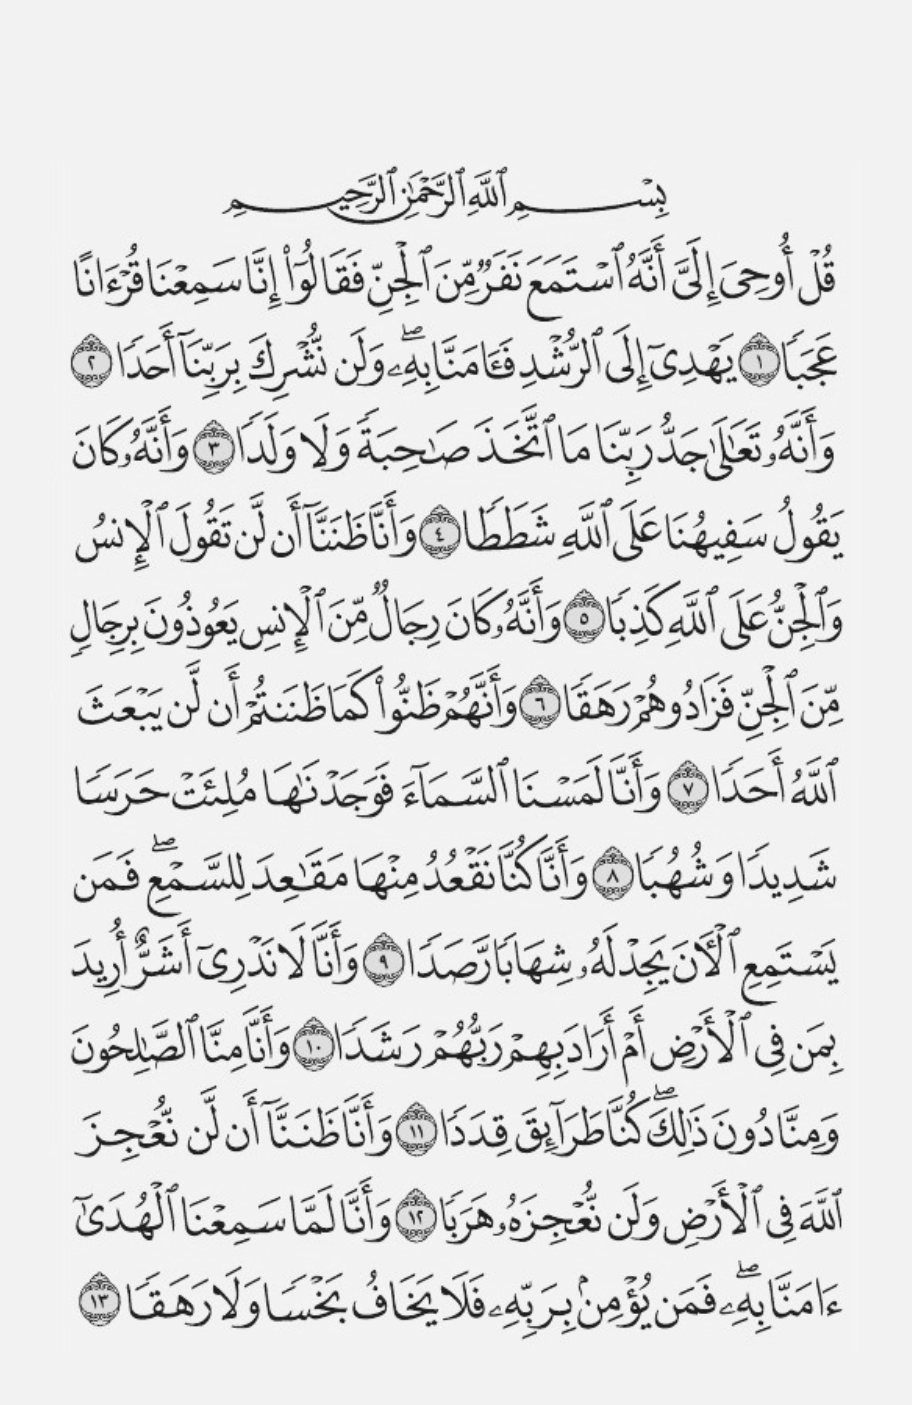 بِسْمِ ٱللَّهِ ٱلرَّحْمَٰنِ ٱلرَّحِيمِ
قُلْ أُوحِىَ إِلَىَّ أَنَّهُ ٱسْتَمَعَ نَفَرٌ مِّنَ ٱلْجِنِّ فَقَالُوٓا۟ إِنَّا سَمِعْنَا قُرْءَانًا
عَجَبًا ١ يَهْدِىٓ إِلَى ٱلرُّشْدِ فَـَٔامَنَّا بِهِۦ ۖ وَلَن نُّشْرِكَ بِرَبِّنَآ أَحَدًا ٢
وَأَنَّهُۥ تَعَٰلَىٰ جَدُّ رَبِّنَا مَا ٱتَّخَذَ صَٰحِبَةً وَلَا وَلَدًا ٣ وَأَنَّهُۥ كَانَ
يَقُولُ سَفِيهُنَا عَلَى ٱللَّهِ شَطَطًا ٤ وَأَنَّا ظَنَنَّآ أَن لَّن تَقُولَ ٱلْإِنسُ
وَٱلْجِنُّ عَلَى ٱللَّهِ كَذِبًا ٥ وَأَنَّهُۥ كَانَ رِجَالٌ مِّنَ ٱلْإِنسِ يَعُوذُونَ بِرِجَالٍ
مِّنَ ٱلْجِنِّ فَزَادُوهُمْ رَهَقًا ٦ وَأَنَّهُمْ ظَنُّوا۟ كَمَا ظَنَنتُمْ أَن لَّن يَبْعَثَ
ٱللَّهُ أَحَدًا ٧ وَأَنَّا لَمَسْنَا ٱلسَّمَآءَ فَوَجَدْنَٰهَا مُلِئَتْ حَرَسًا
شَدِيدًا وَشُهُبًا ٨ وَأَنَّا كُنَّا نَقْعُدُ مِنْهَا مَقَٰعِدَ لِلسَّمْعِ ۖ فَمَن
يَسْتَمِعِ ٱلْـَٔانَ يَجِدْ لَهُۥ شِهَابًا رَّصَدًا ٩ وَأَنَّا لَا نَدْرِىٓ أَشَرٌّ أُرِيدَ
بِمَن فِى ٱلْأَرْضِ أَمْ أَرَادَ بِهِمْ رَبُّهُمْ رَشَدًا ١٠ وَأَنَّا مِنَّا ٱلصَّٰلِحُونَ
وَمِنَّا دُونَ ذَٰلِكَ ۖ كُنَّا طَرَآئِقَ قِدَدًا ١١ وَأَنَّا ظَنَنَّآ أَن لَّن نُّعْجِزَ
ٱللَّهَ فِى ٱلْأَرْضِ وَلَن نُّعْجِزَهُۥ هَرَبًا ١٢ وَأَنَّا لَمَّا سَمِعْنَا ٱلْهُدَىٰٓ
ءَامَنَّا بِهِۦ ۖ فَمَن يُؤْمِنۢ بِرَبِّهِۦ فَلَا يَخَافُ بَخْسًا وَلَا رَهَقًا ١٣